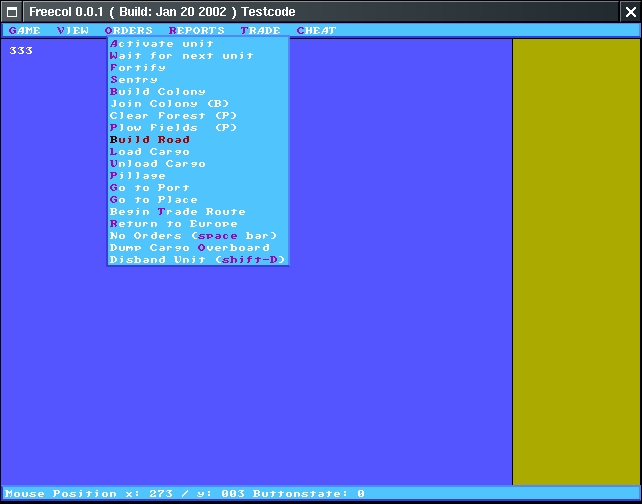 Freecol 0.0.1 ( Build: Jan 20 2002 ) Testcode
GAME VIEW ORDERS REPORTS TRADE CHEAT
333
Activate unit
Wait for next unit
Fortify
Sentry
Build Colony
Join Colony (B)
Clear Forest (P)
Plow Fields (P)
Build Road
Load Cargo
Unload Cargo
Pillage
Go to Port
Go to Place
Begin Trade Route
Return to Europe
No Orders (space bar)
Dump Cargo Overboard
Disband Unit (shift-D)
Mouse Position x: 273 / y: 003 Buttonstate: 0